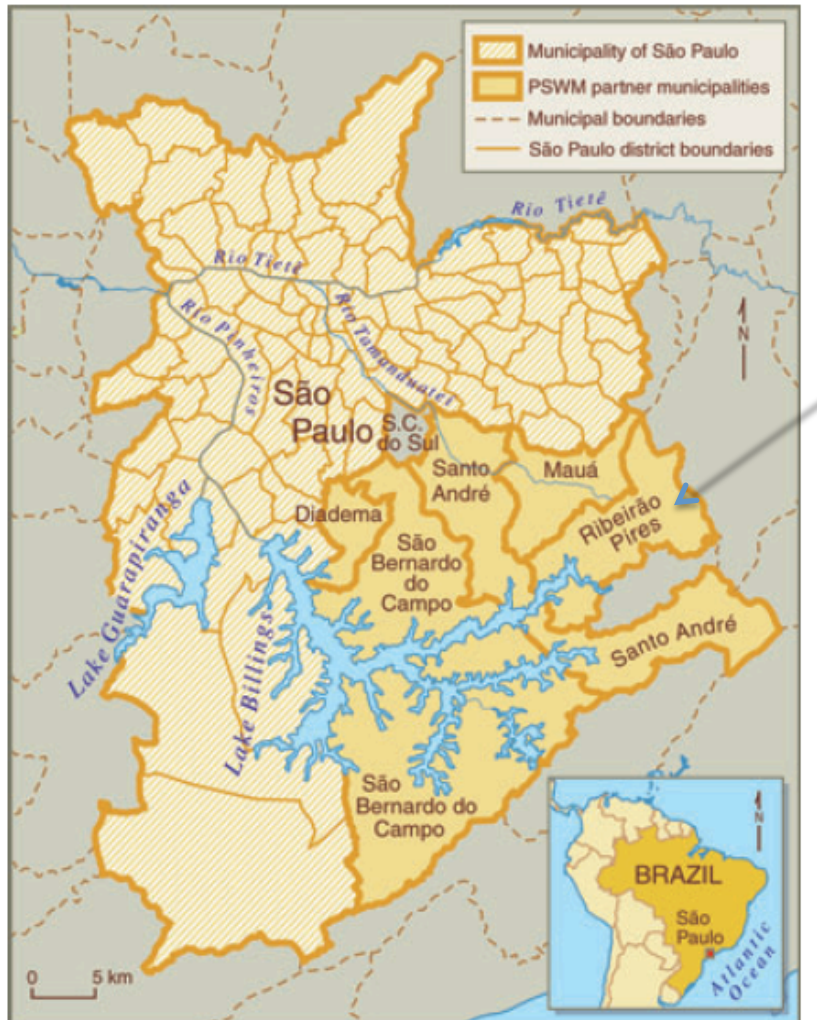 Municipality of São Paulo
PSWM partner municipalities
Municipal boundaries
São Paulo district boundaries
Rio Tietê
Rio Tietê
Rio Pinheiros
Rio Tamanduateí
N
São
Paulo
S.C.
do Sul
Santo
André
Mauá
Ribeirão
Pires
Diadema
São
Bernardo
do
Campo
Lake Guarapiranga
Lake Billings
Santo André
São
Bernardo do
Campo
N
BRAZIL
São
Paulo
Atlantic
Ocean
0 5 km